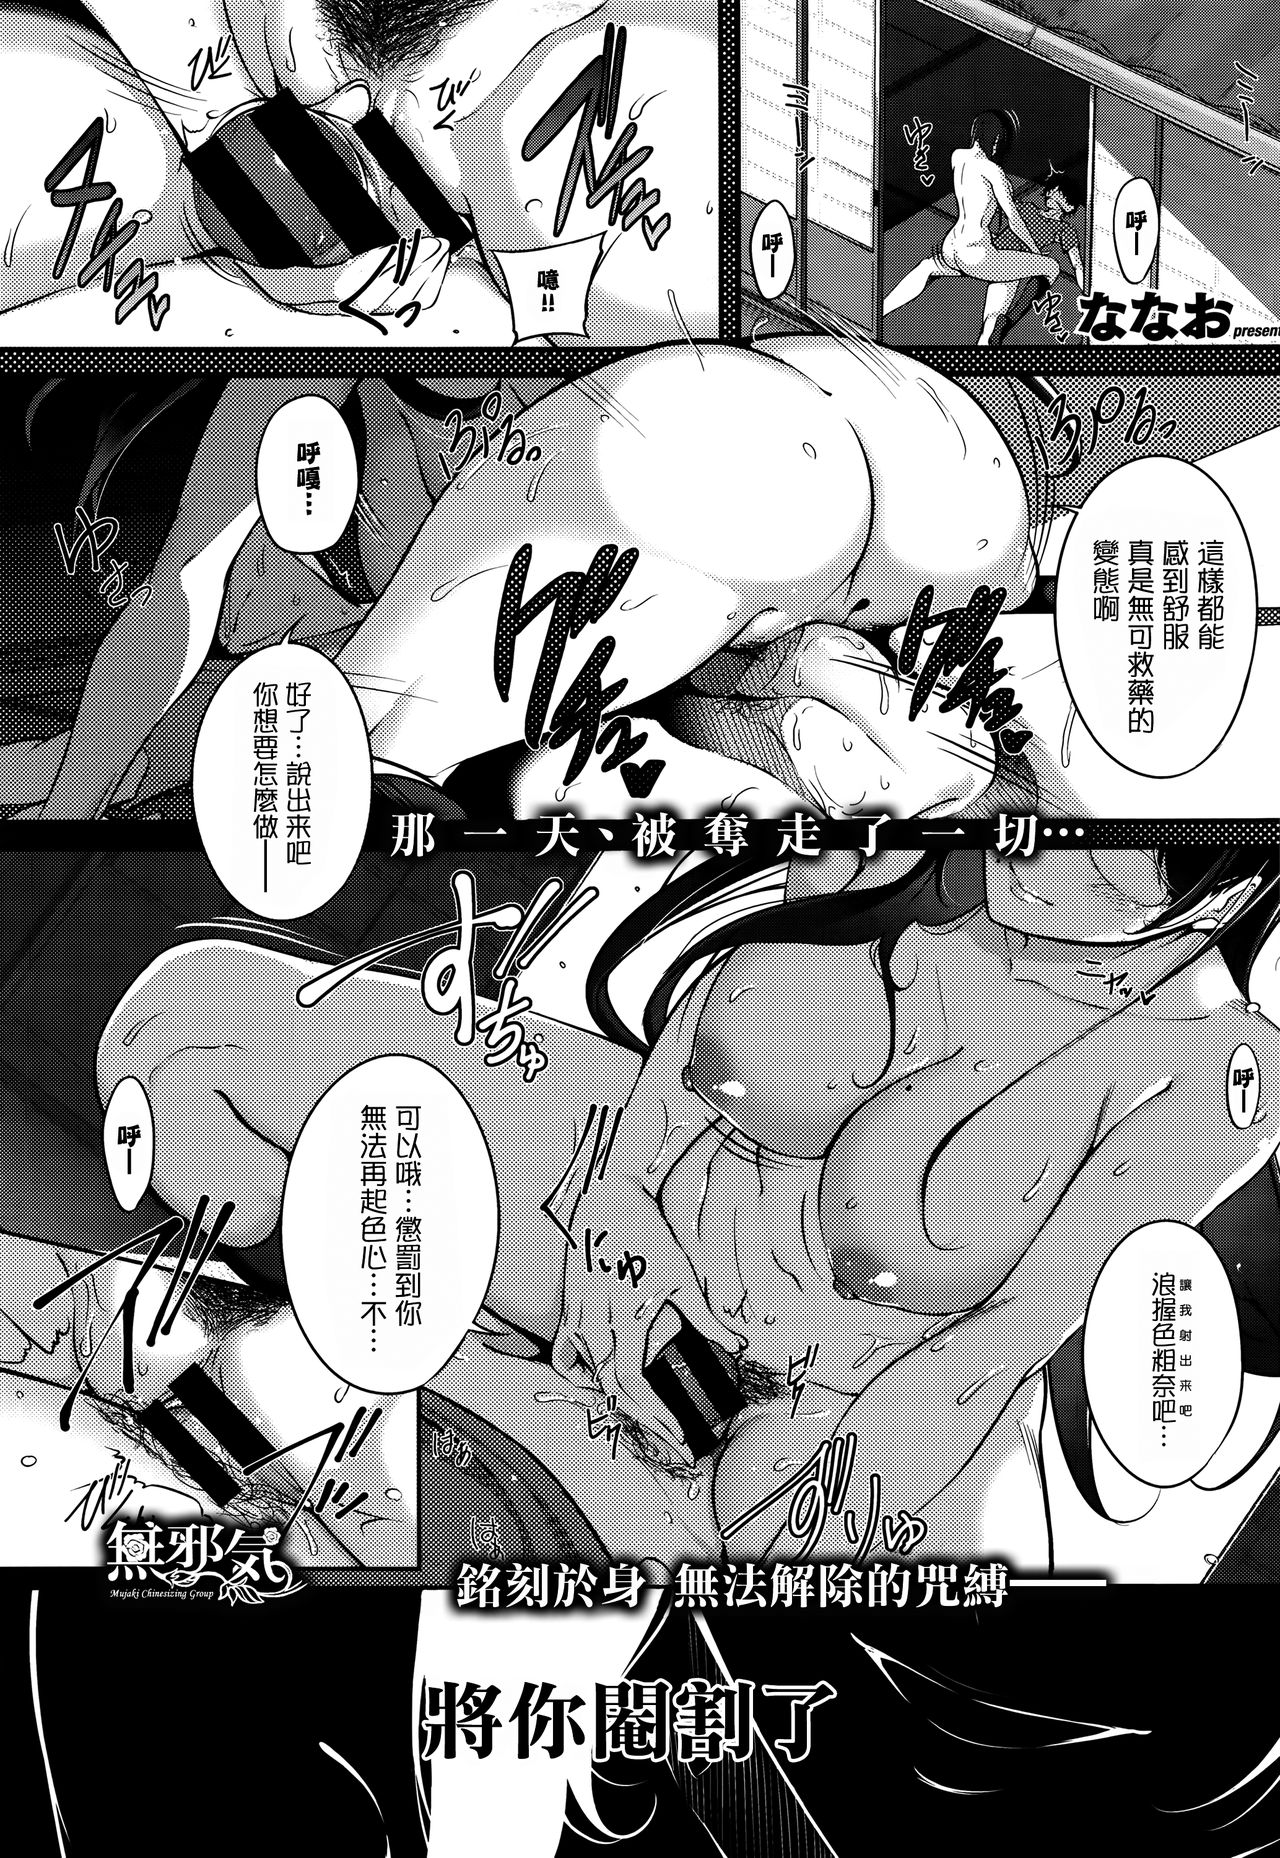 呼—
呼—
ななお presents
噫!!
這樣都能
感到舒服
真是無可救藥的
變態啊
呼嘎…
好了…說出来吧
你想要怎麼做——
那一天、被奪走了一切…
呼—
讓我射出来吧
浪握色粗奈吧…
可以哦…懲罰到你
無法再起色心…不…
呼—
無邪気
Mujaki Chinesizing Group
銘刻於身 無法解除的咒縛——
將你閹割了